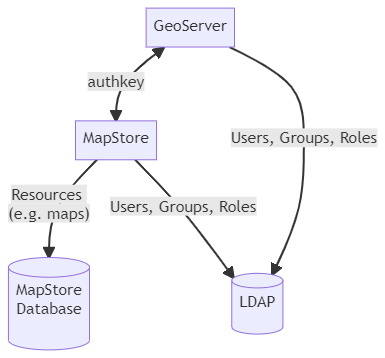 GeoServer
authkey
MapStore
Users, Groups, Roles
Resources
(e.g. maps)
Users, Groups, Roles
MapStore
Database
LDAP